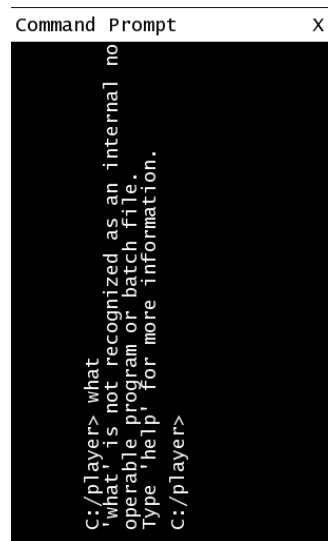 Command Prompt X
C:/player> what
'what' is not recognized as an internal no
operable program or batch file.
Type 'help' for more information.
C:/player>